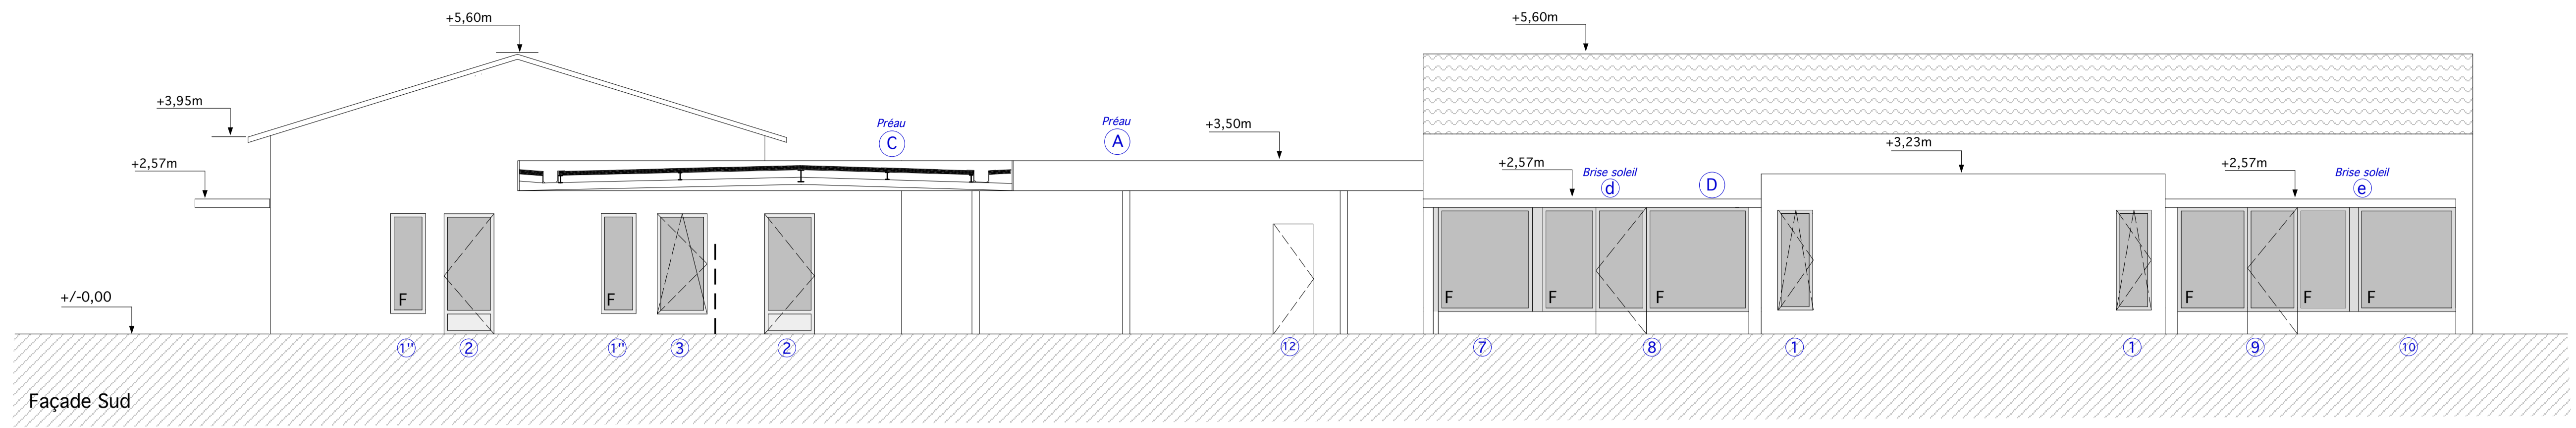 +5,60m
+5,60m
+3,95m
Préau
C
Préau
A
+3,50m
+3,23m
+2,57m
+2,57m
Brise soleil
d
D
+2,57m
Brise soleil
e
+/-0,00
F
F
F
F
F
F
F
F
1''
2
1''
3
2
12
7
8
1
1
9
10
Façade Sud